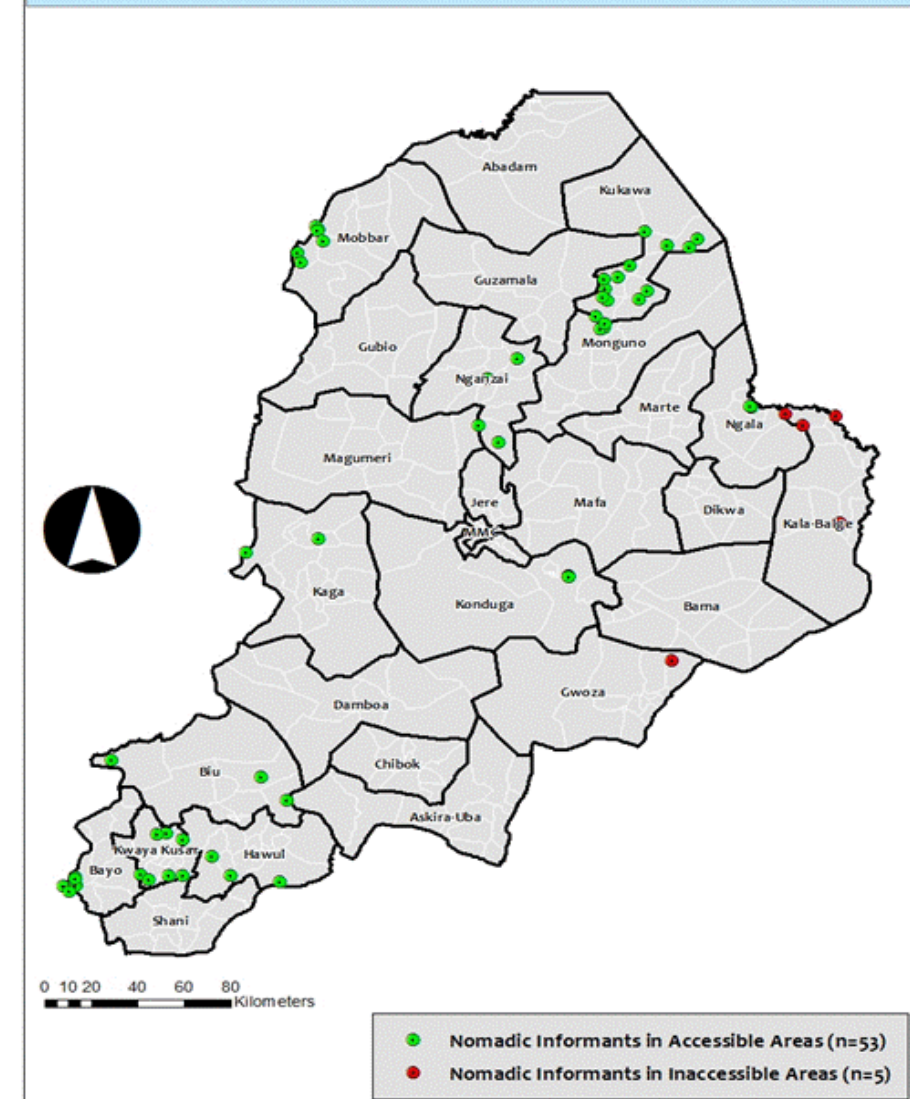 Abadam
Kukawa
Mobbar
Guzamala
Gubio
Monguno
Nganzai
Marte
Ngala
Magumeri
Jere
Mafa
Dikwa
Kala-Balge
MMC
Kaga
Konduga
Bama
Gwoza
Damboa
Chibok
Biu
Askira-Uba
Kwaya Kusar
Hawul
Bayo
Shani
0 10 20 40 60 80
Kilometers
Nomadic Informants in Accessible Areas (n=53)
Nomadic Informants in Inaccessible Areas (n=5)